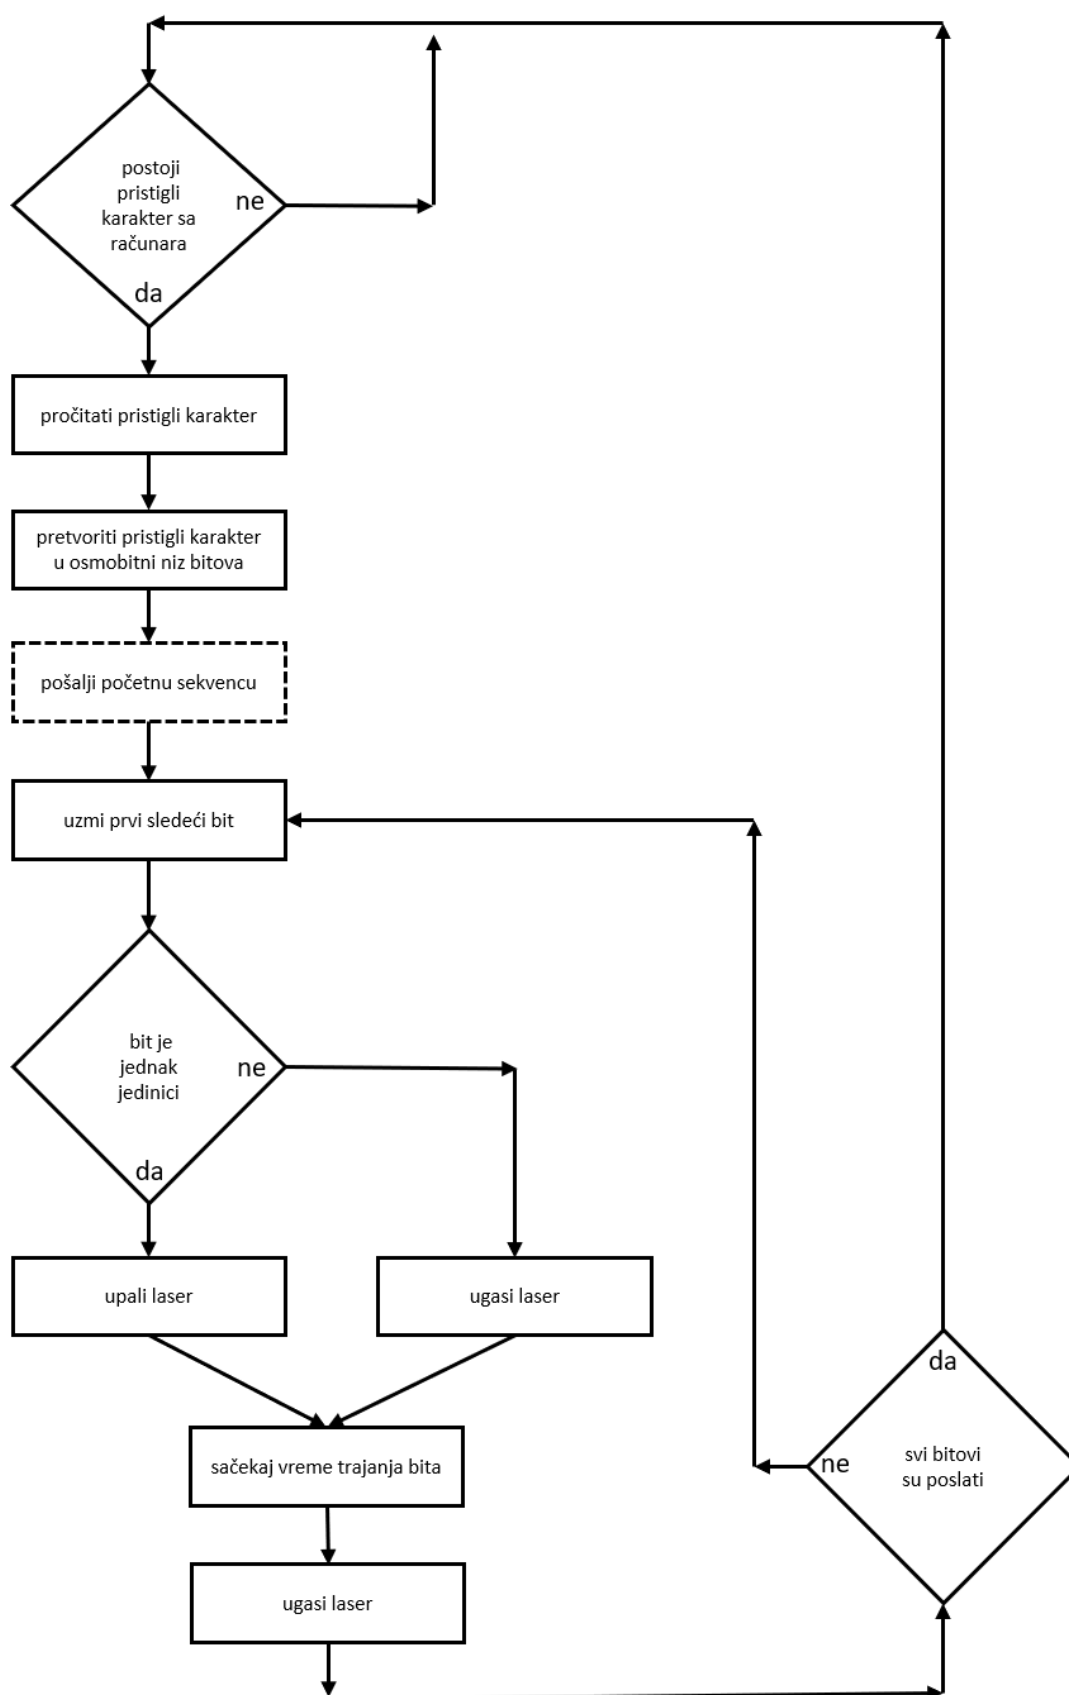 postoji
pristigli
karakter sa
računara
ne
da
pročitati pristigli karakter
pretvoriti pristigli karakter
u osmobitni niz bitova
pošalji početnu sekvencu
uzmi prvi sledeći bit
bit je
jednak
jedinici
ne
da
upali laser
ugasi laser
sačekaj vreme trajanja bita
ugasi laser
da
ne
svi bitovi
su poslati